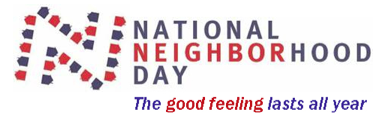 NATIONAL
NEIGHBORHOOD
DAY
The good feeling lasts all year